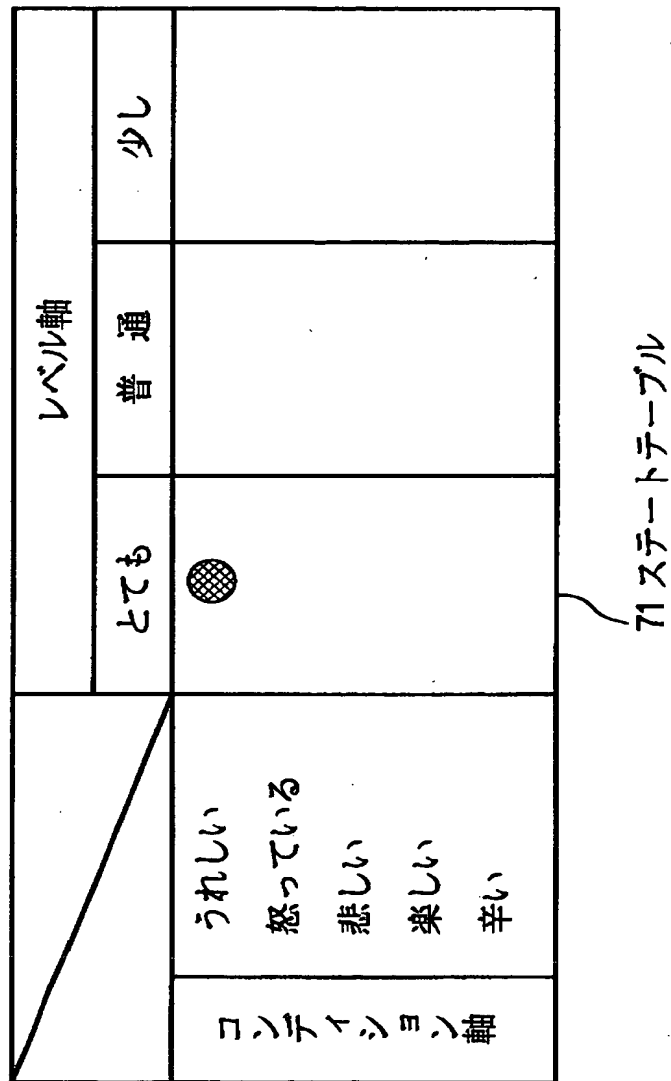 レベル軸
とても
普通
少し
コンディション軸
うれしい
怒っている
悲しい
楽しい
辛い
71 ステートテーブル